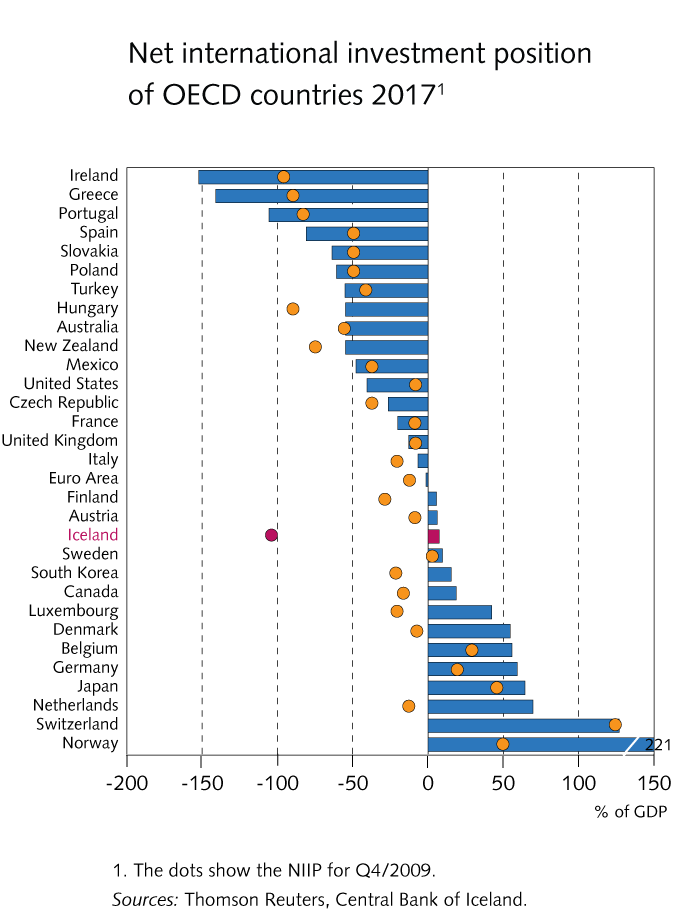 Net international investment position
of OECD countries 2017¹
Ireland
Greece
Portugal
Spain
Slovakia
Poland
Turkey
Hungary
Australia
New Zealand
Mexico
United States
Czech Republic
France
United Kingdom
Italy
Euro Area
Finland
Austria
Iceland
Sweden
South Korea
Canada
Luxembourg
Denmark
Belgium
Germany
Japan
Netherlands
Switzerland
Norway
221
-200 -150 -100 -50 0 50 100 150
% of GDP
1. The dots show the NIIP for Q4/2009.
Sources: Thomson Reuters, Central Bank of Iceland.